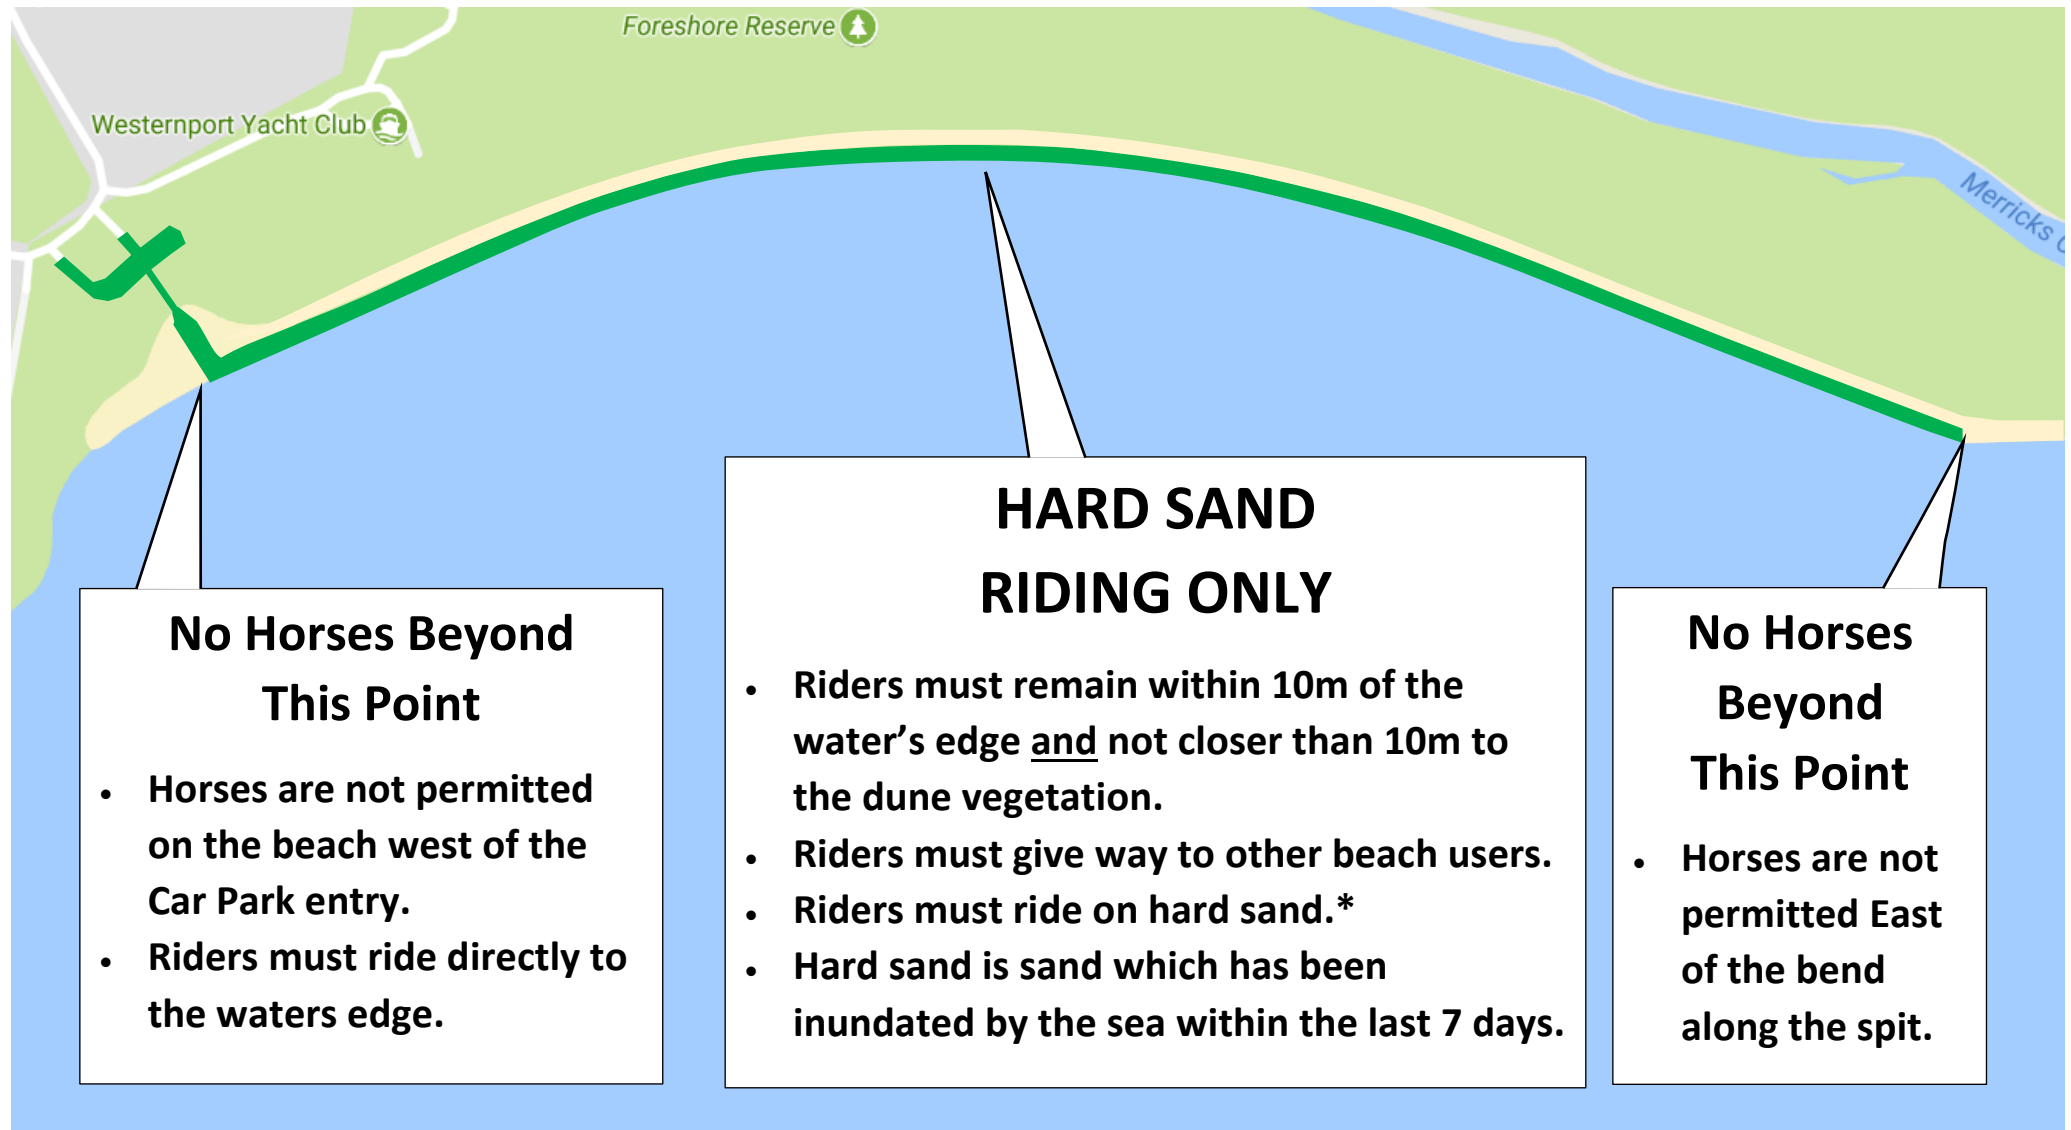 Foreshore Reserve
Westernport Yacht Club
Merricks C
No Horses Beyond
This Point
• Horses are not permitted
on the beach west of the
Car Park entry.
• Riders must ride directly to
the waters edge.
HARD SAND
RIDING ONLY
• Riders must remain within 10m of the
water’s edge and not closer than 10m to
the dune vegetation.
• Riders must give way to other beach users.
• Riders must ride on hard sand.*
• Hard sand is sand which has been
inundated by the sea within the last 7 days.
No Horses
Beyond
This Point
• Horses are not
permitted East
of the bend
along the spit.